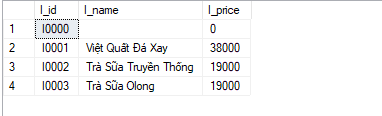 I_id I_name I_price
1 I0000 0
2 I0001 Việt Quất Đá Xay 38000
3 I0002 Trà Sữa Truyền Thống 19000
4 I0003 Trà Sữa Olong 19000